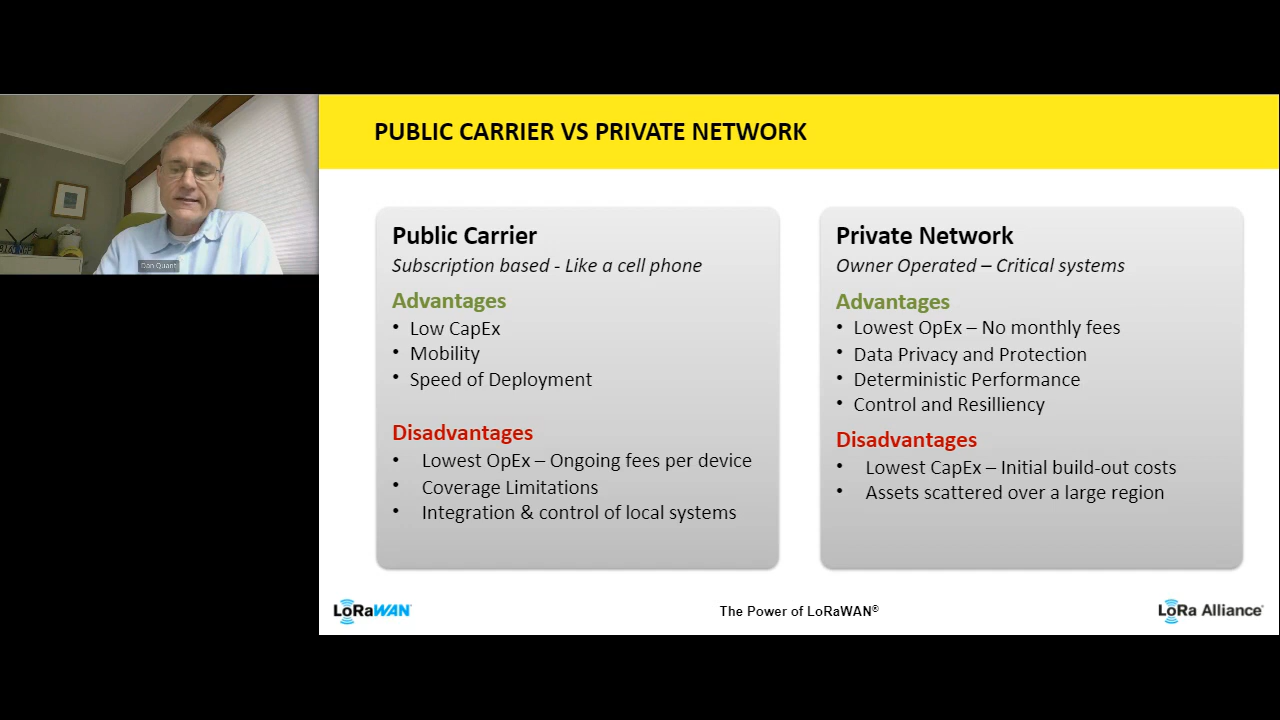 PUBLIC CARRIER VS PRIVATE NETWORK
Dan Quant
Public Carrier
Subscription based - Like a cell phone
Advantages
• Low CapEx
• Mobility
• Speed of Deployment
Disadvantages
• Lowest OpEx – Ongoing fees per device
• Coverage Limitations
• Integration & control of local systems
Private Network
Owner Operated – Critical systems
Advantages
• Lowest OpEx – No monthly fees
• Data Privacy and Protection
• Deterministic Performance
• Control and Resilliency
Disadvantages
• Lowest CapEx – Initial build-out costs
• Assets scattered over a large region
LoRaWAN
The Power of LoRaWAN®
LoRa Alliance